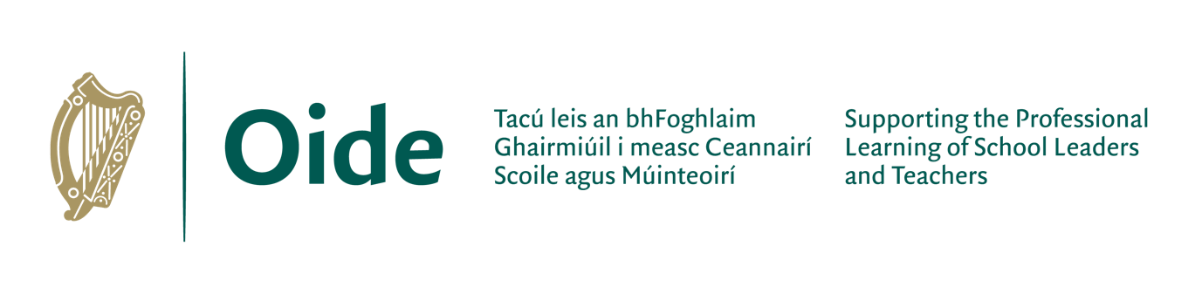 Oide
Tacú leis an bhFoghlaim
Ghairmiúil i measc Ceannairí
Scoile agus Múinteoirí
Supporting the Professional
Learning of School Leaders
and Teachers